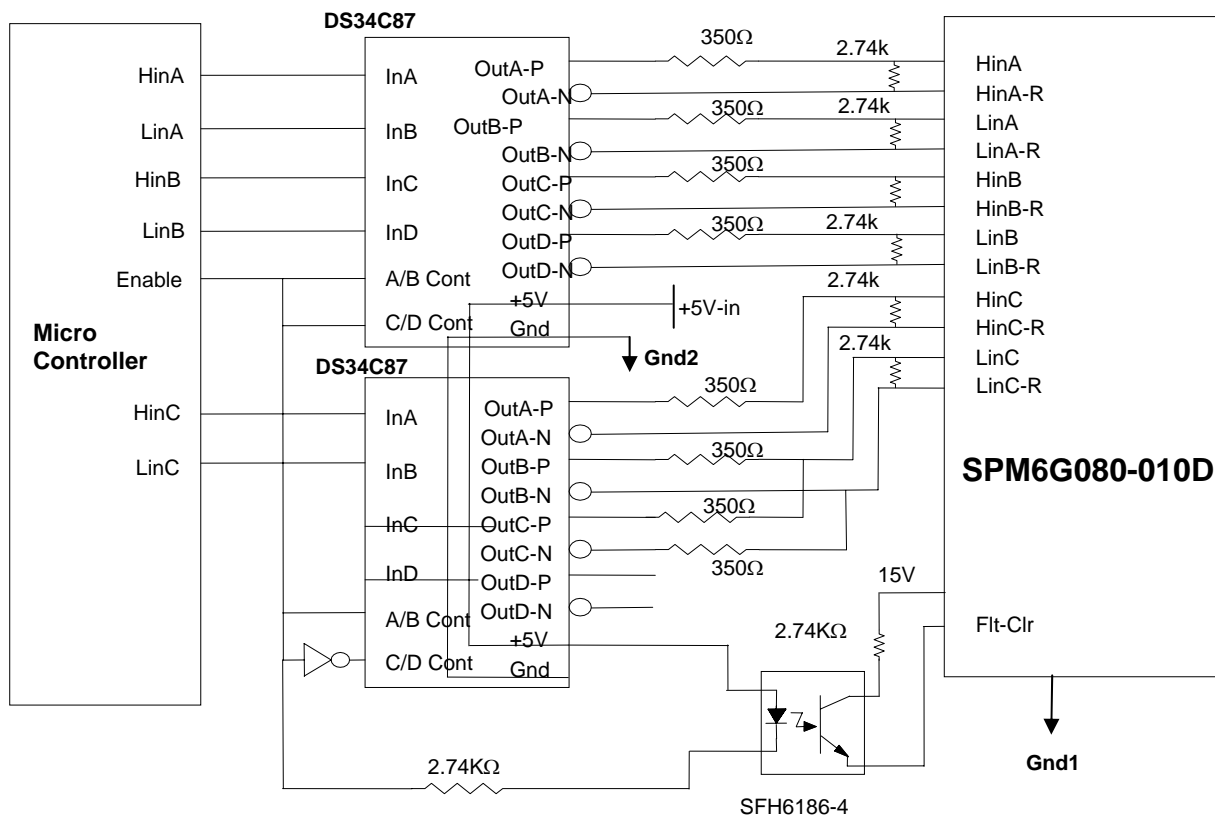 DS34C87
350Ω
2.74k
HinA
InA
OutA-P
HinA
OutA-N
HinA-R
350Ω
2.74k
LinA
InB
OutB-P
LinA
OutB-N
LinA-R
350Ω
HinB
InC
OutC-P
HinB
OutC-N
HinB-R
350Ω
2.74k
LinB
InD
OutD-P
LinB
OutD-N
LinB-R
Enable
A/B Cont
2.74k
+5V
+5V-in
HinC
C/D Cont
Gnd
HinC-R
Micro
Controller
Gnd2
2.74k
LinC
DS34C87
350Ω
LinC-R
HinC
InA
OutA-P
OutA-N
350Ω
LinC
InB
OutB-P
OutB-N
SPM6G080-010D
InC
OutC-P
350Ω
OutC-N
350Ω
InD
OutD-P
15V
OutD-N
A/B Cont
+5V
2.74KΩ
Flt-Clr
C/D Cont
Gnd
2.74KΩ
Gnd1
SFH6186-4